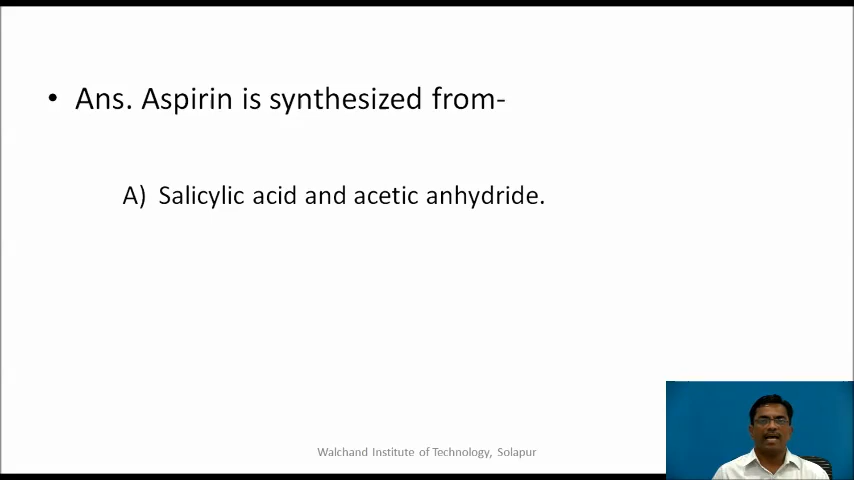 • Ans. Aspirin is synthesized from-
A) Salicylic acid and acetic anhydride.
Walchand Institute of Technology, Solapur